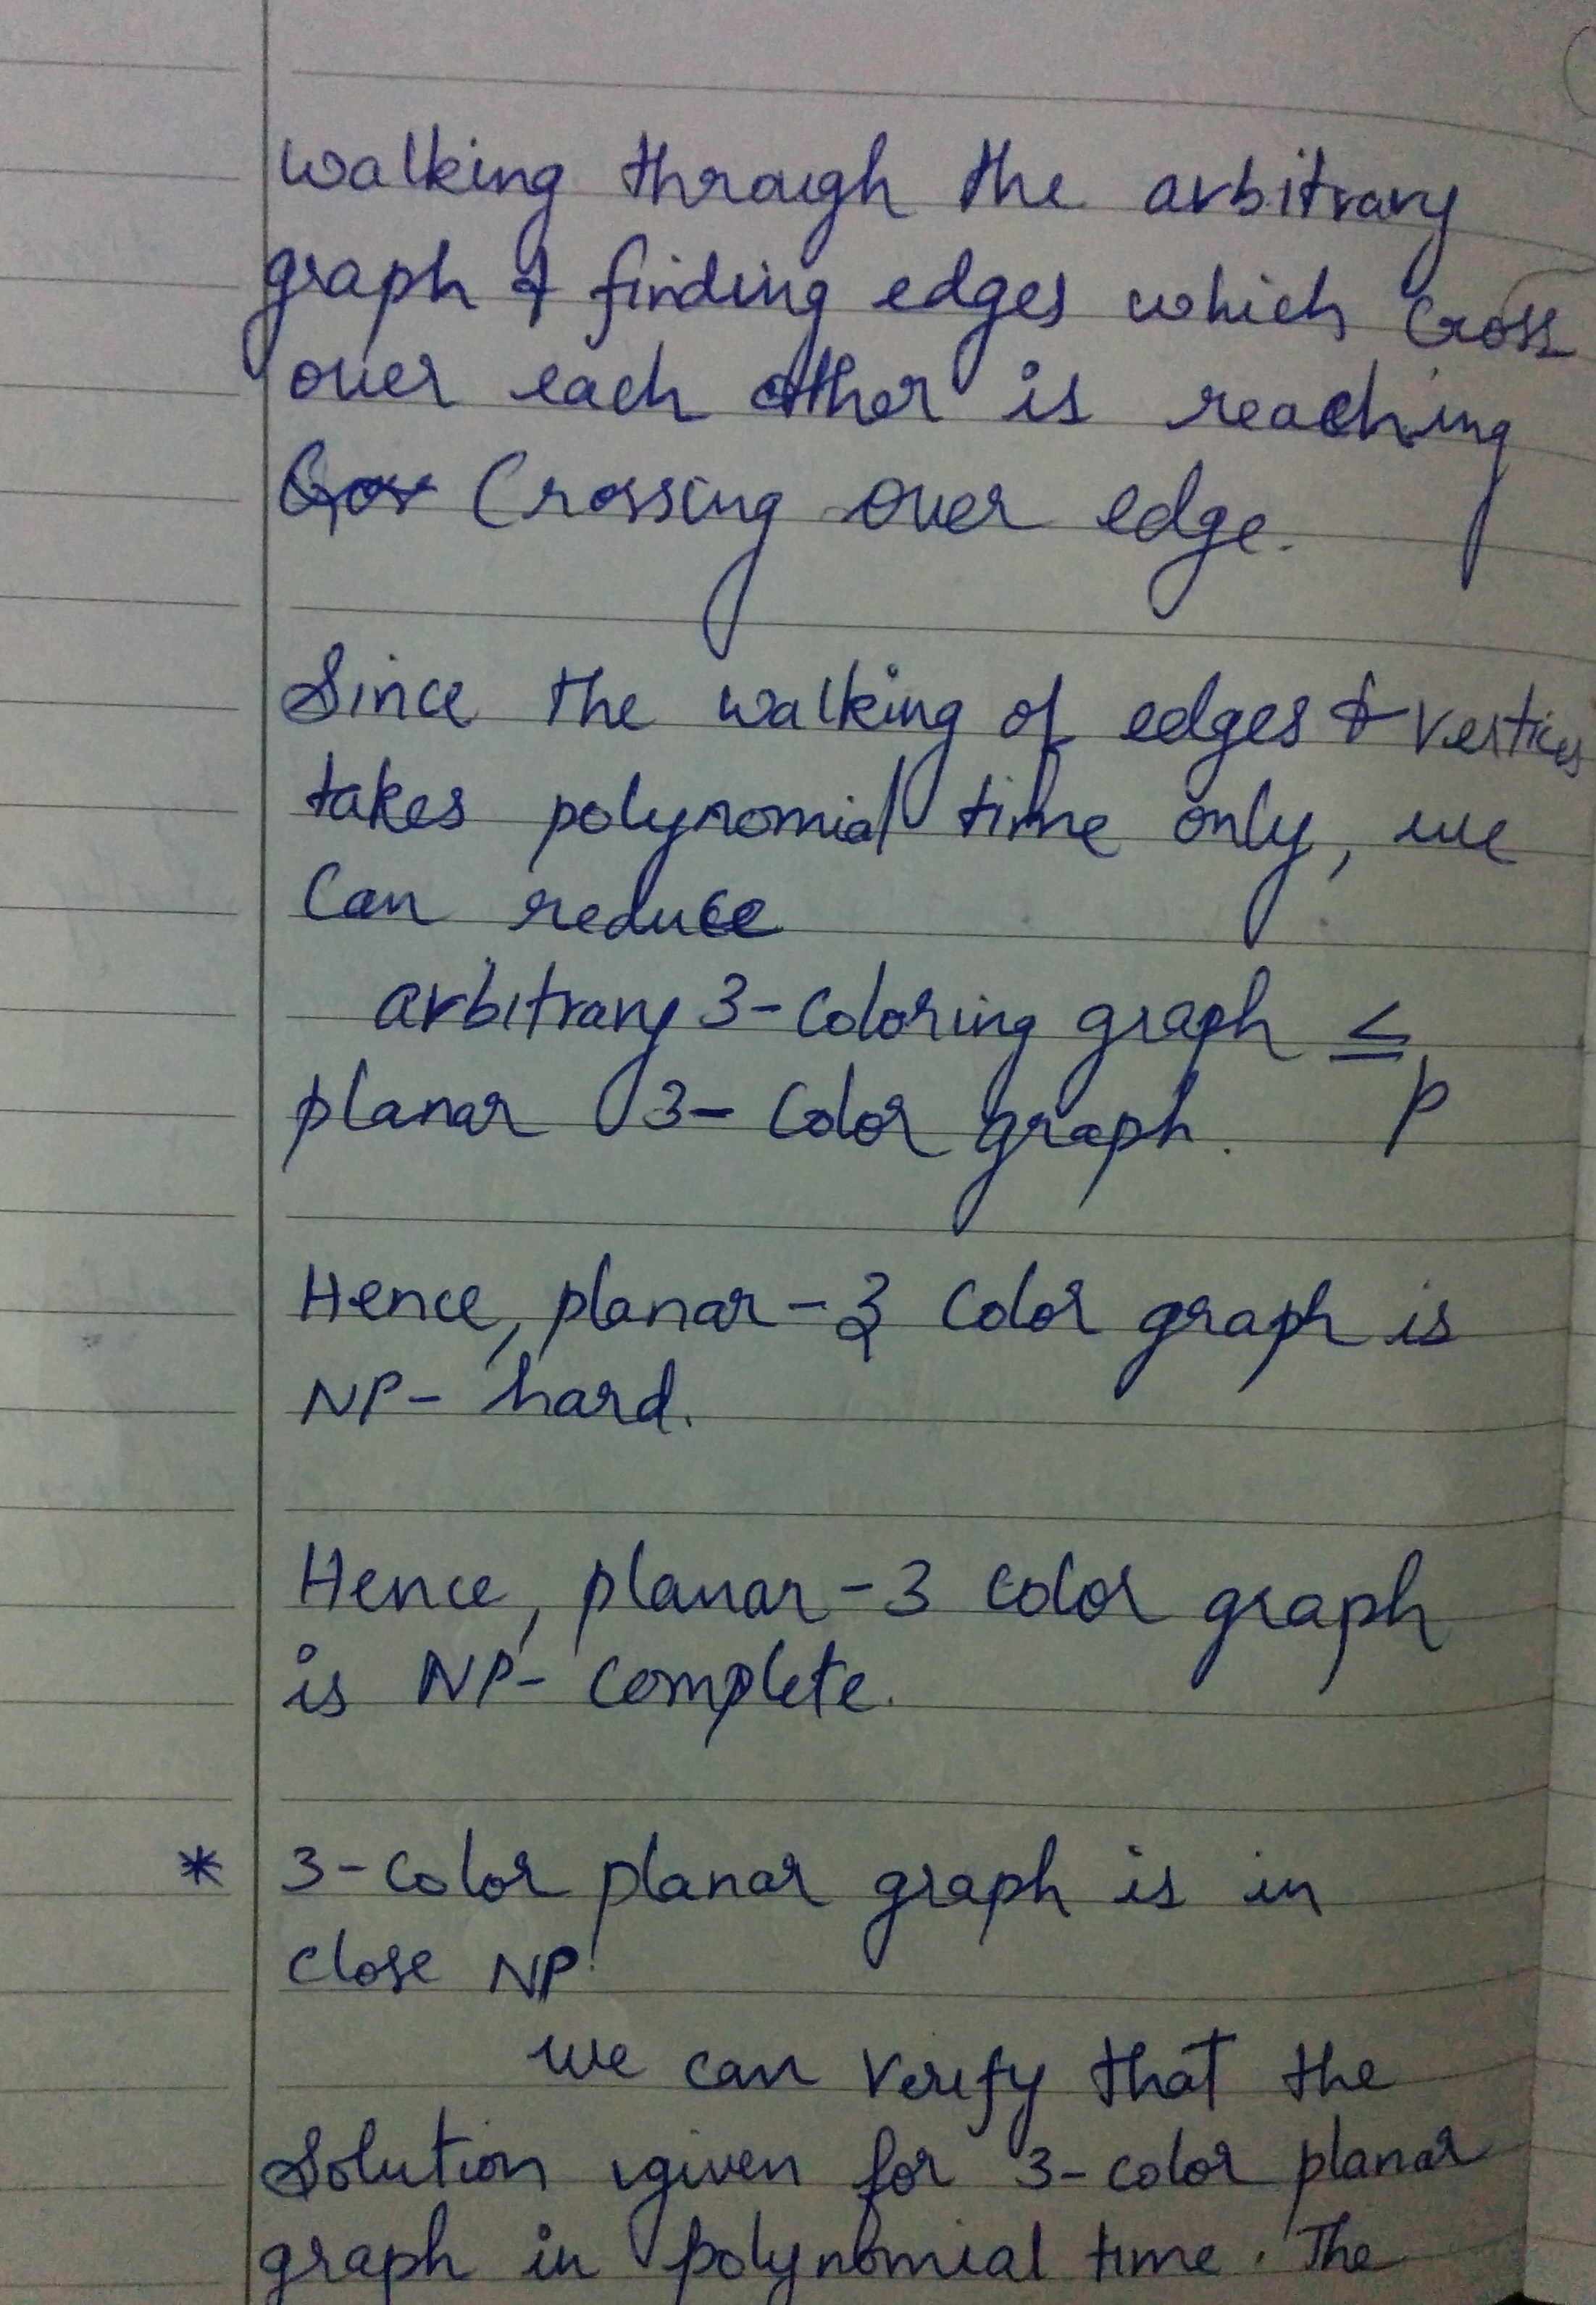 walking through the arbitrary
graph & finding edges which cross
over each other is reaching
Crossing over edge.
Since the walking of edges & vertices
takes polynomial time only, we
can reduce
arbitrary 3-coloring graph ≤p
planar 3-color graph.
Hence, planar-3 color graph is
NP-hard.
Hence, planar-3 color graph
is NP-complete.
* 3-color planar graph is in
close NP
we can verify that the
solution given for 3-color planar
graph in polynomial time. The